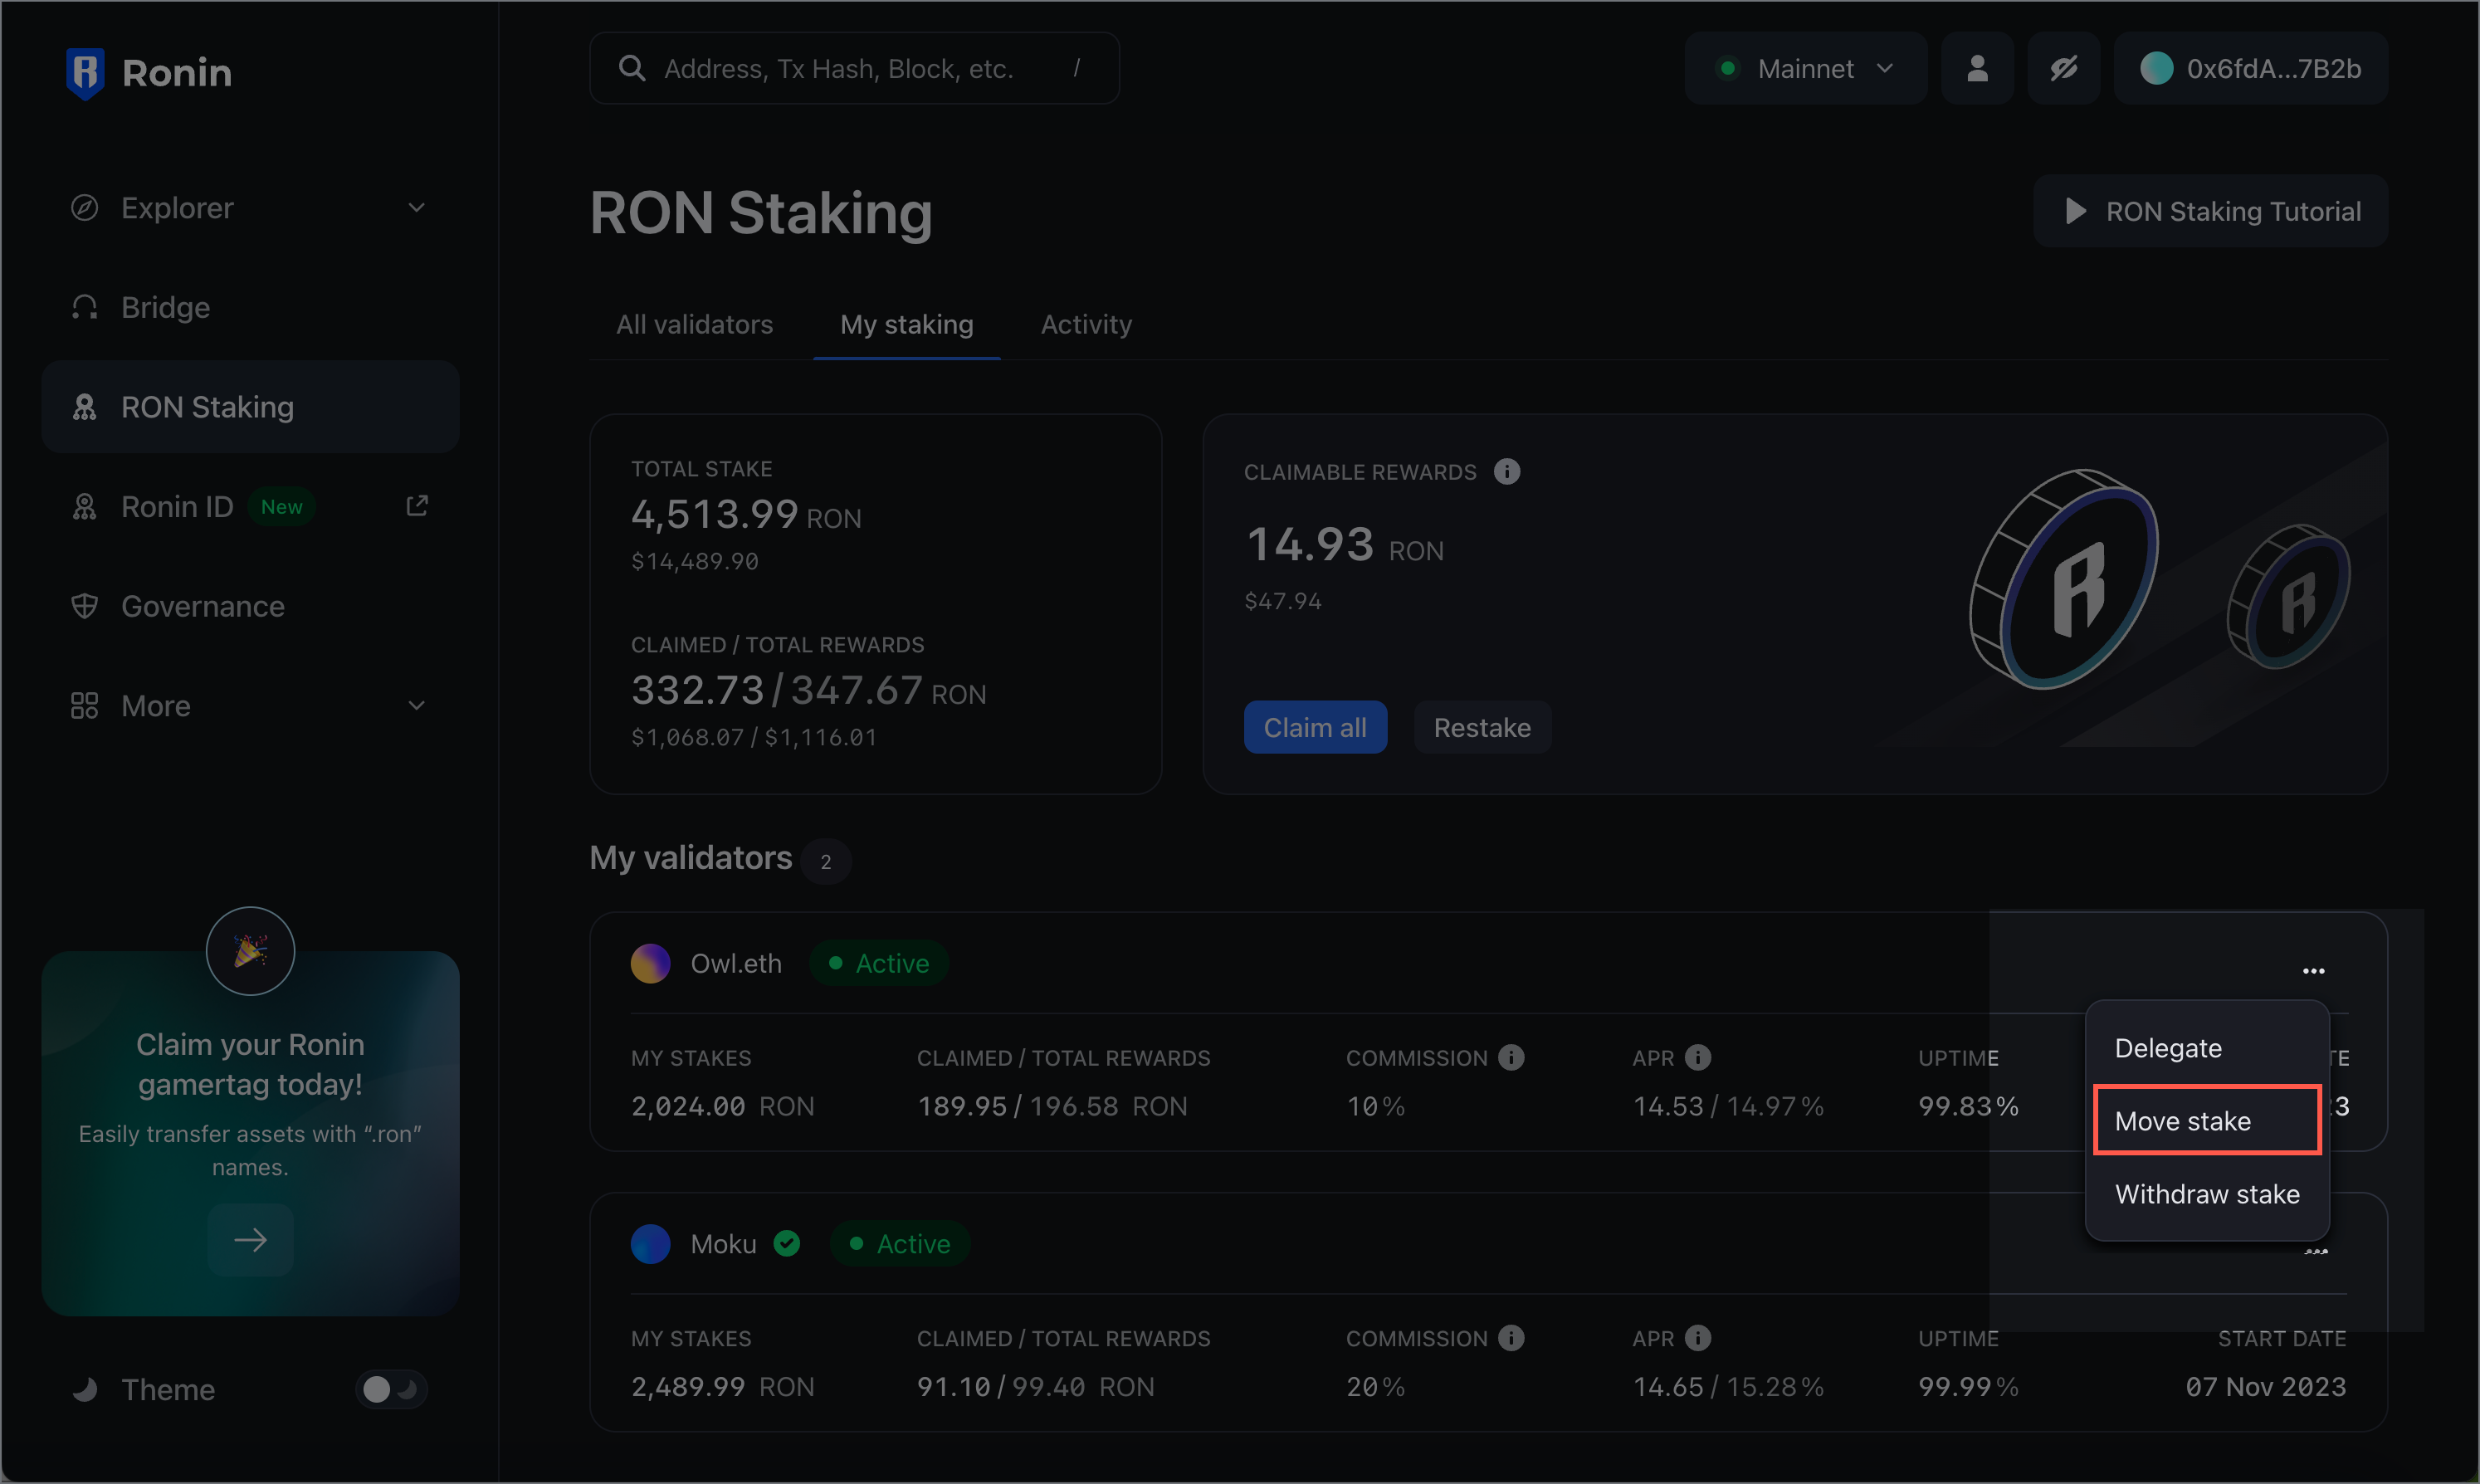 Ronin
Address, Tx Hash, Block, etc. /
Mainnet
0x6fdA...7B2b
Explorer
Bridge
RON Staking
Ronin ID New
Governance
More
Claim your Ronin
gamertag today!
Easily transfer assets with “.ron”
names.
Theme
RON Staking
RON Staking Tutorial
All validators My staking Activity
TOTAL STAKE
4,513.99 RON
$14,489.90
CLAIMED / TOTAL REWARDS
332.73 / 347.67 RON
$1,068.07 / $1,116.01
CLAIMABLE REWARDS
14.93 RON
$47.94
Claim all Restake
My validators 2
Owl.eth Active
MY STAKES CLAIMED / TOTAL REWARDS COMMISSION APR UPTIME
2,024.00 RON 189.95 / 196.58 RON 10% 14.53 / 14.97% 99.83%
Delegate
Move stake
Withdraw stake
Moku Active
MY STAKES CLAIMED / TOTAL REWARDS COMMISSION APR UPTIME START DATE
2,489.99 RON 91.10 / 99.40 RON 20% 14.65 / 15.28% 99.99% 07 Nov 2023